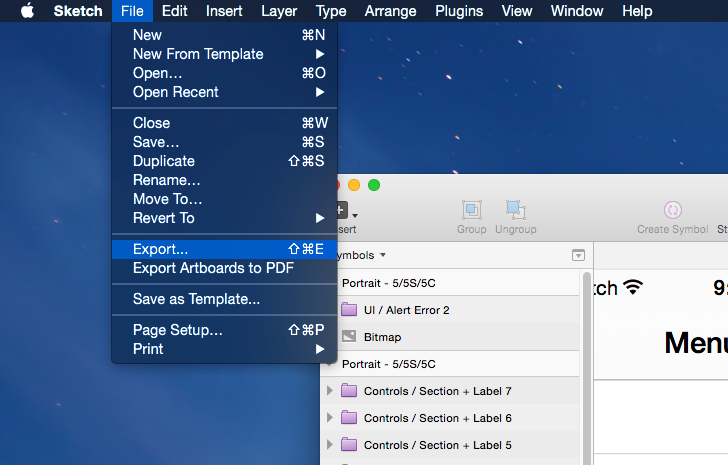 Sketch File Edit Insert Layer Type Arrange Plugins View Window Help
New ⌘N
New From Template ▶
Open... ⌘O
Open Recent ▶
Close ⌘W
Save... ⌘S
Duplicate ⇧⌘S
Rename...
Move To...
Revert To ▶
Export... ⇧⌘E
Export Artboards to PDF
Save as Template...
Page Setup... ⇧⌘P
Print ▶
sert Group Ungroup Create Symbol St
ymbols
Portrait - 5/5S/5C
UI / Alert Error 2
Bitmap
Portrait - 5/5S/5C
Controls / Section + Label 7
Controls / Section + Label 6
Controls / Section + Label 5
tch 9:
Menu